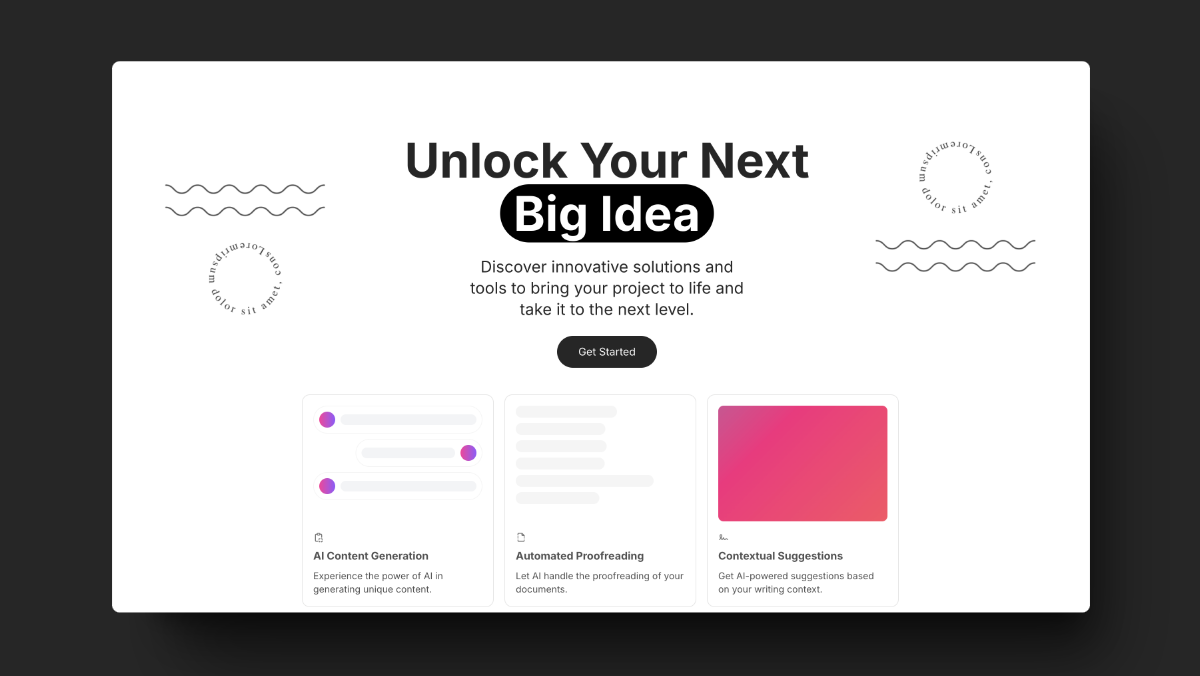 Unlock Your Next
Big Idea
Discover innovative solutions and
tools to bring your project to life and
take it to the next level.
Get Started
Loremripsum dolor sit amet, cons
Loremripsum dolor sit amet, cons
AI Content Generation
Experience the power of AI in
generating unique content.
Automated Proofreading
Let AI handle the proofreading of your
documents.
Contextual Suggestions
Get AI-powered suggestions based
on your writing context.